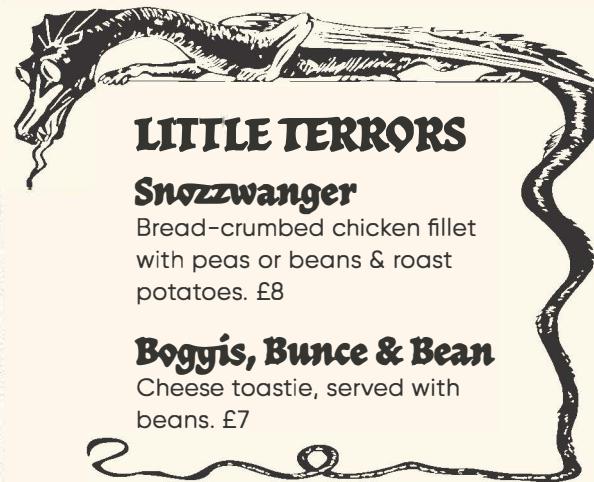 LITTLE TERRORS
Snozzwanger
Bread-crumbed chicken fillet
with peas or beans & roast
potatoes. £8
Boggis, Bunce & Bean
Cheese toastie, served with
beans. £7